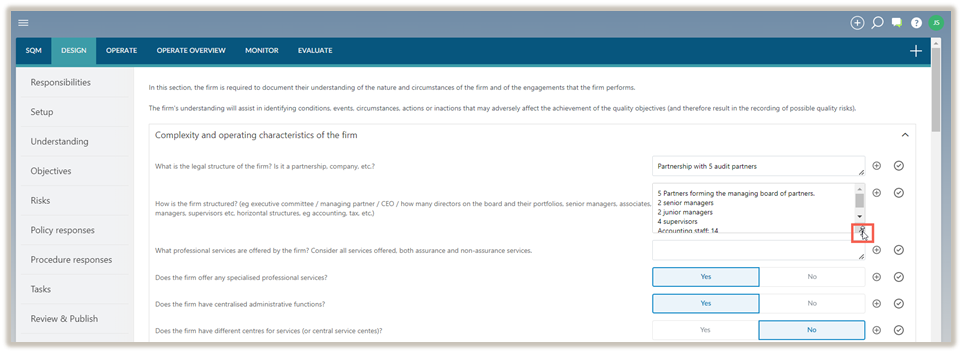 JS
SQM DESIGN OPERATE OPERATE OVERVIEW MONITOR EVALUATE
Responsibilities
Setup
Understanding
Objectives
Risks
Policy responses
Procedure responses
Tasks
Review & Publish
In this section, the firm is required to document their understanding of the nature and circumstances of the firm and of the engagements that the firm performs.
The firm's understanding will assist in identifying conditions, events, circumstances, actions or inactions that may adversely affect the achievement of the quality objectives (and therefore result in the recording of possible quality risks).
Complexity and operating characteristics of the firm
What is the legal structure of the firm? Is it a partnership, company, etc.?
Partnership with 5 audit partners
How is the firm structured? (eg executive committee / managing partner / CEO / how many directors on the board and their portfolios, senior managers, associates,
managers, supervisors etc, horizontal structures, eg accounting, tax, etc.)
5 Partners forming the managing board of partners.
2 senior managers
2 junior managers
4 supervisors
Accounting staff: 14
What professional services are offered by the firm? Consider all services offered, both assurance and non-assurance services.
Does the firm offer any specialised professional services?
Yes No
Does the firm have centralised administrative functions?
Yes No
Does the firm have different centres for services (or central service centes)?
Yes No